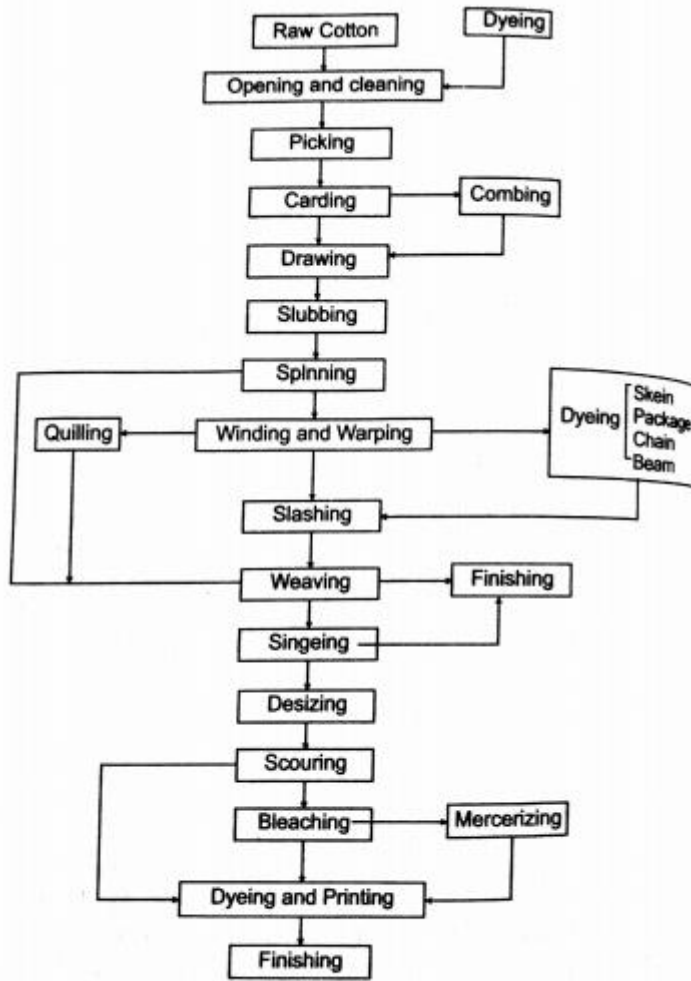 Raw Cotton
Dyeing
Opening and cleaning
Picking
Carding
Combing
Drawing
Slubbing
SpInning
Quilling
Winding and Warping
Dyeing
Skein
Package
Chain
Beam
Slashing
Weaving
Finishing
Singeing
Desizing
Scouring
Bleaching
Mercerizing
Dyeing and Printing
Finishing